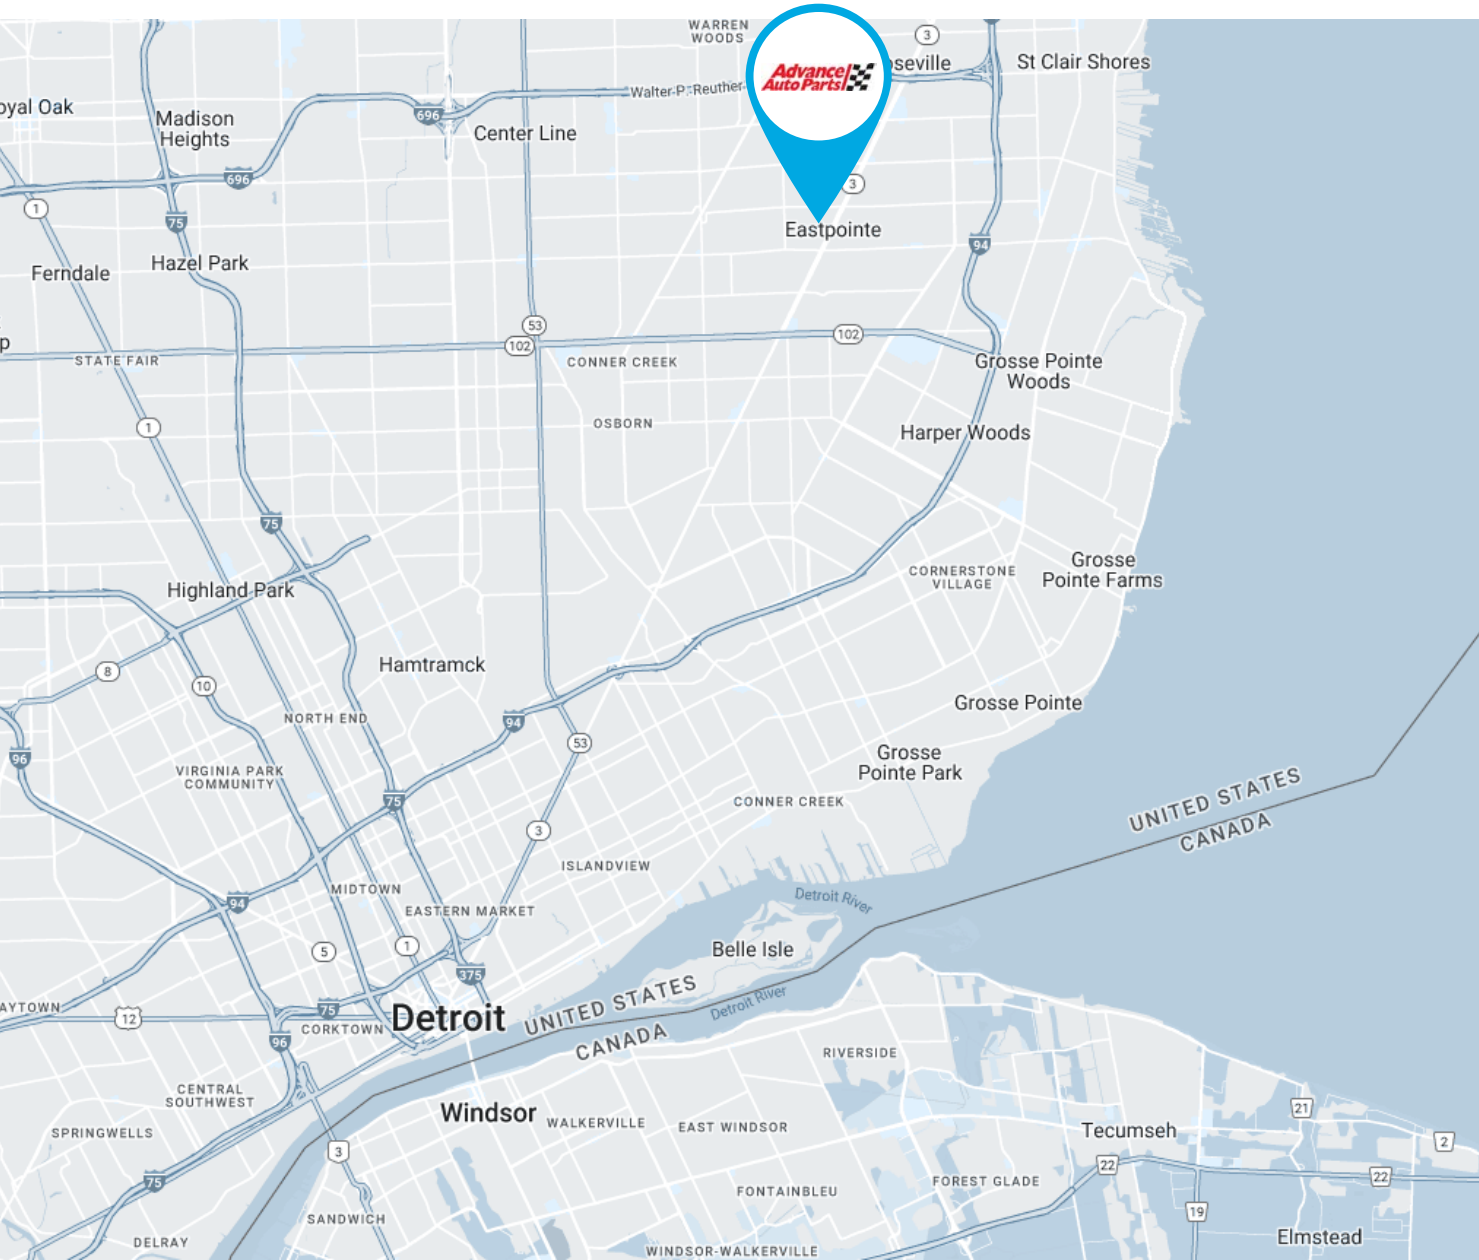 WARREN
WOODS
3
Advance
Auto Parts
oseville
St Clair Shores
Walter P. Reuther
oyal Oak
Madison
Heights
696
Center Line
696
3
1
75
Eastpointe
94
Ferndale
Hazel Park
53
102
102
p
STATE FAIR
CONNER CREEK
Grosse Pointe
Woods
1
OSBORN
Harper Woods
75
Highland Park
CORNERSTONE
VILLAGE
Grosse
Pointe Farms
8
Hamtramck
10
NORTH END
94
Grosse Pointe
53
96
VIRGINIA PARK
COMMUNITY
Grosse
Pointe Park
75
CONNER CREEK
UNITED STATES
CANADA
3
ISLANDVIEW
MIDTOWN
94
EASTERN MARKET
Detroit River
5
1
Belle Isle
375
UNITED STATES
CANADA
Detroit River
AYTOWN
12
75
CORKTOWN
Detroit
96
RIVERSIDE
CENTRAL
SOUTHWEST
Windsor
WALKERVILLE
EAST WINDSOR
21
SPRINGWELLS
Tecumseh
2
3
22
22
75
FONTAINBLEU
FOREST GLADE
19
SANDWICH
DELRAY
WINDSOR-WALKERVILLE
Elmstead